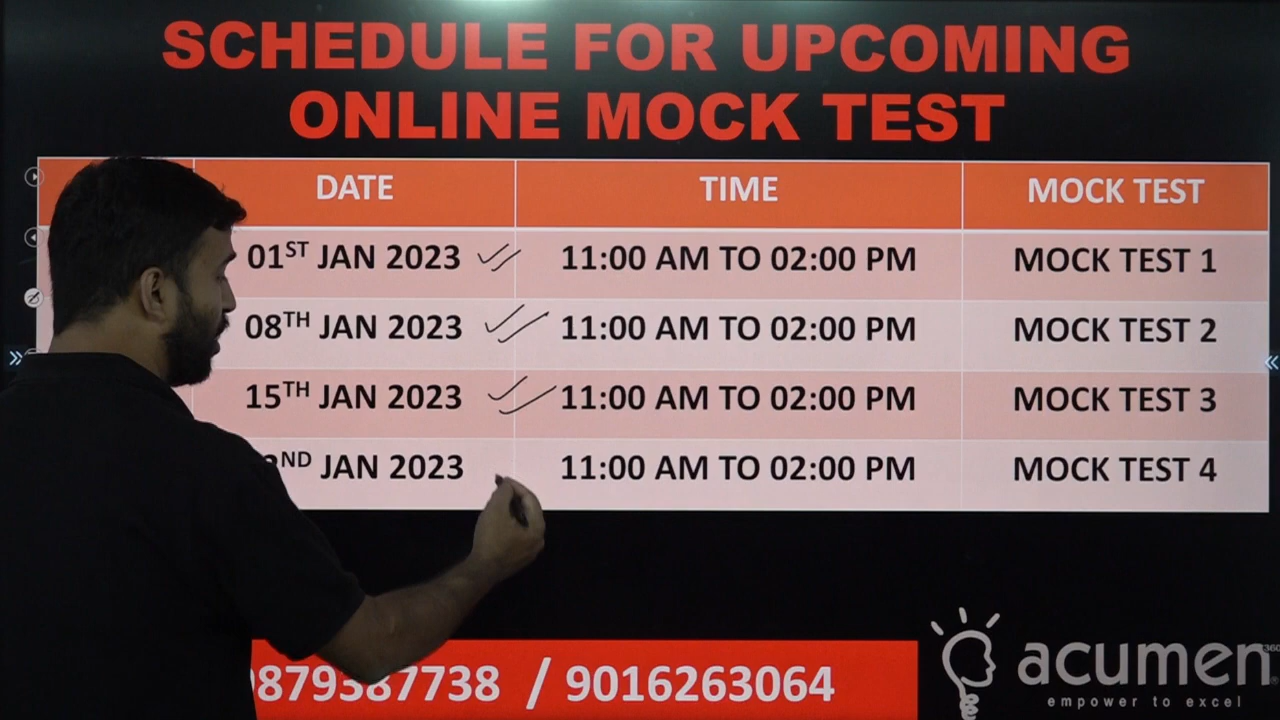 SCHEDULE FOR UPCOMING
ONLINE MOCK TEST
DATE TIME MOCK TEST
01ST JAN 2023 11:00 AM TO 02:00 PM MOCK TEST 1
08TH JAN 2023 11:00 AM TO 02:00 PM MOCK TEST 2
15TH JAN 2023 11:00 AM TO 02:00 PM MOCK TEST 3
ND JAN 2023 11:00 AM TO 02:00 PM MOCK TEST 4
/ 9016263064
acumen
empower to excel